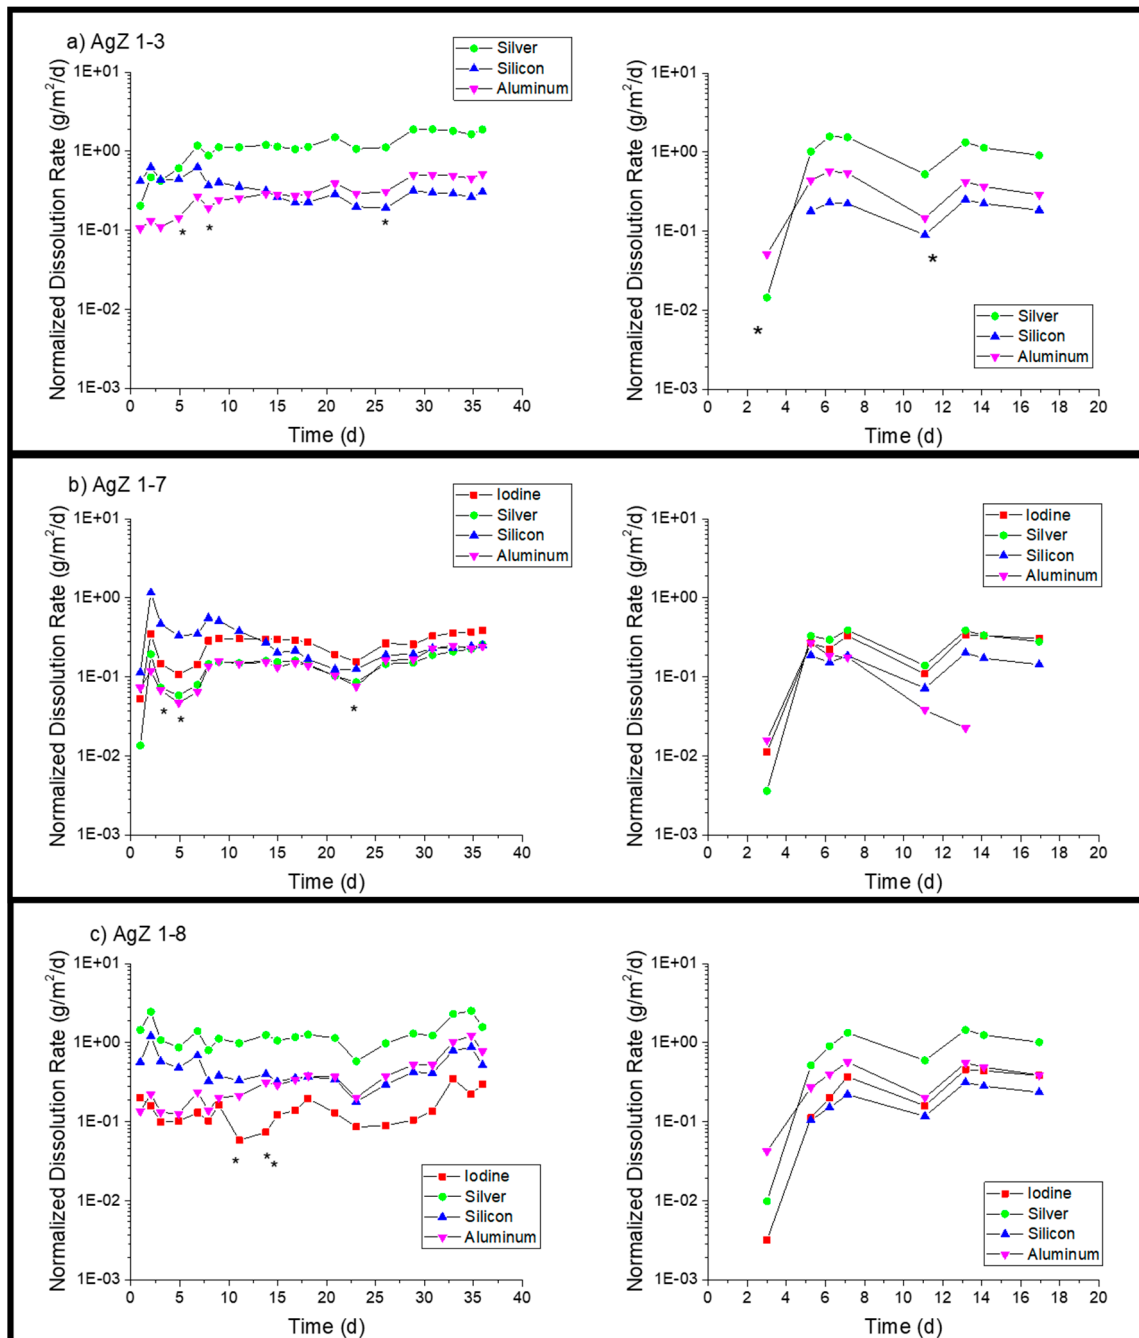 a) AgZ 1-3
Normalized Dissolution Rate (g/m²/d)
1E+01
1E+00
1E-01
1E-02
1E-03
0 5 10 15 20 25 30 35 40
Time (d)
Silver
Silicon
Aluminum
* * *
Normalized Dissolution Rate (g/m²/d)
1E+01
1E+00
1E-01
1E-02
1E-03
0 2 4 6 8 10 12 14 16 18 20
Time (d)
Silver
Silicon
Aluminum
* *
b) AgZ 1-7
Normalized Dissolution Rate (g/m²/d)
1E+01
1E+00
1E-01
1E-02
1E-03
0 5 10 15 20 25 30 35 40
Time (d)
Iodine
Silver
Silicon
Aluminum
* * *
Normalized Dissolution Rate (g/m²/d)
1E+01
1E+00
1E-01
1E-02
1E-03
0 2 4 6 8 10 12 14 16 18 20
Time (d)
Iodine
Silver
Silicon
Aluminum
c) AgZ 1-8
Normalized Dissolution Rate (g/m²/d)
1E+01
1E+00
1E-01
1E-02
1E-03
0 5 10 15 20 25 30 35 40
Time (d)
Iodine
Silver
Silicon
Aluminum
* * *
Normalized Dissolution Rate (g/m²/d)
1E+01
1E+00
1E-01
1E-02
1E-03
0 2 4 6 8 10 12 14 16 18 20
Time (d)
Iodine
Silver
Silicon
Aluminum